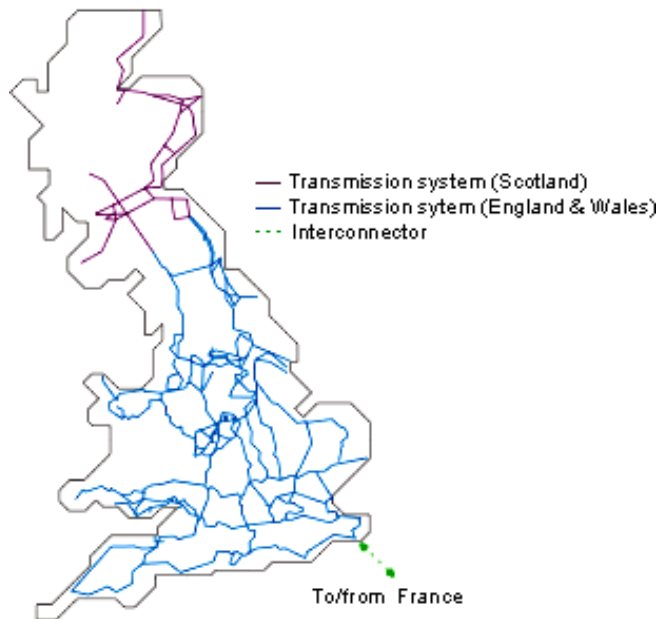 Transmission system (Scotland)
Transmission sytem (England & Wales)
Interconnector
To/from France